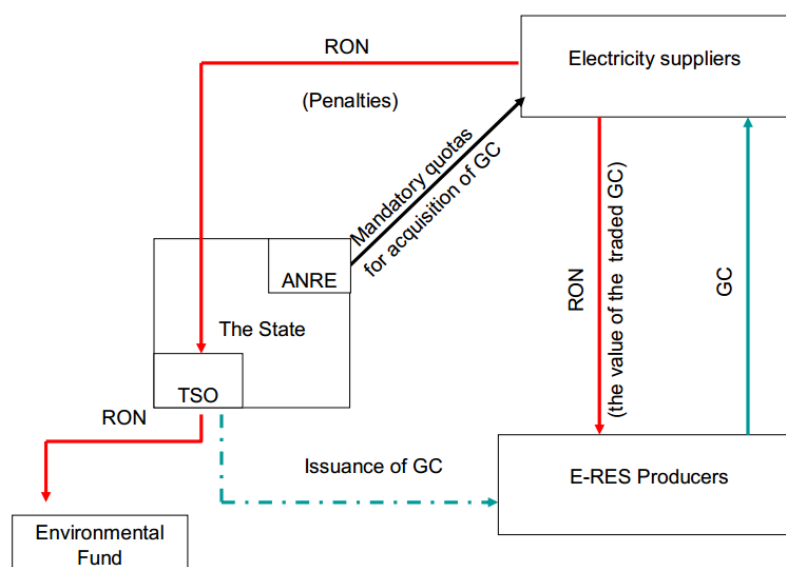 RON
Electricity suppliers
(Penalties)
Mandatory quotas
for acquisition of GC
ANRE
The State
TSO
RON
(the value of the traded GC)
GC
RON
Issuance of GC
E-RES Producers
Environmental
Fund